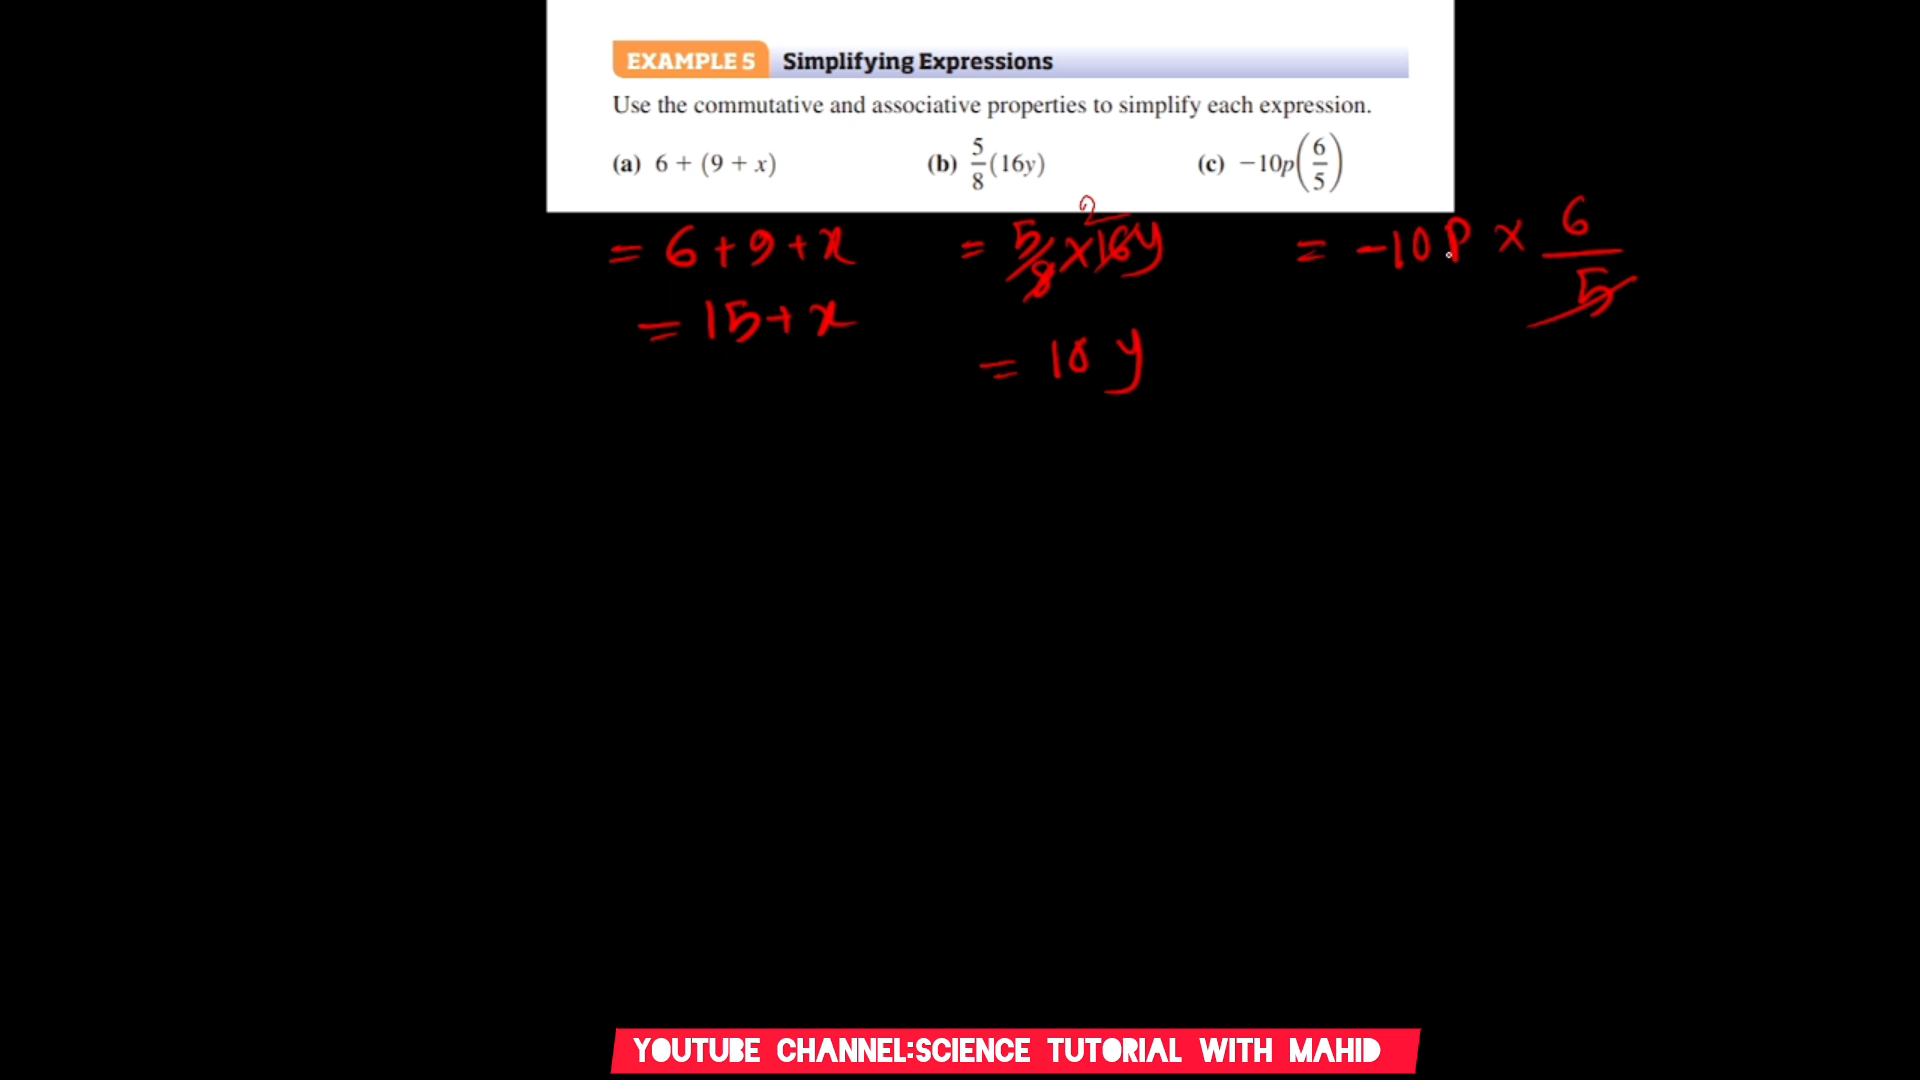 EXAMPLE 5 Simplifying Expressions
Use the commutative and associative properties to simplify each expression.
(a) 6 + (9 + x) (b) 5/8 (16y) (c) −10p(6/5)
= 6 + 9 + x = 5/8 × 16y 2 = −10p × 6/5
= 15 + x
= 10 y
YOUTUBE CHANNEL:SCIENCE TUTORIAL WITH MAHID